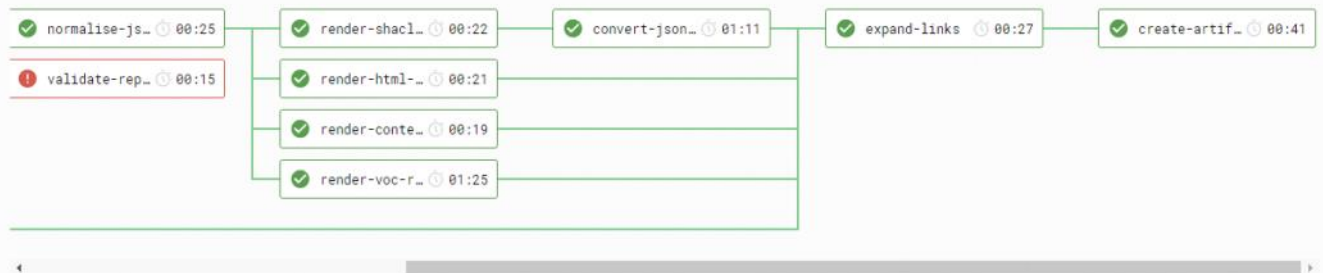 normalise-js… 00:25
render-shacl… 00:22
convert-json… 01:11
expand-links 00:27
create-artif… 00:41
validate-rep… 00:15
render-html-… 00:21
render-conte… 00:19
render-voc-r… 01:25